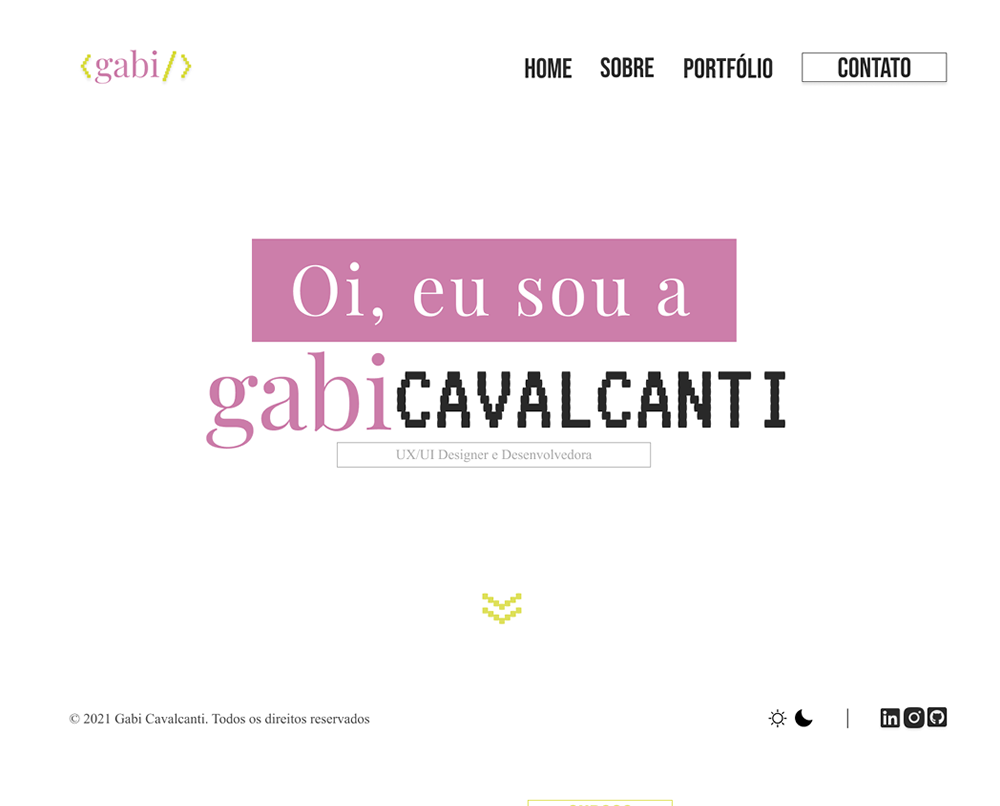 <gabi/>
HOME SOBRE PORTFÓLIO CONTATO
Oi, eu sou a
gabiCAVALCANTI
UX/UI Designer e Desenvolvedora
© 2021 Gabi Cavalcanti. Todos os direitos reservados
in